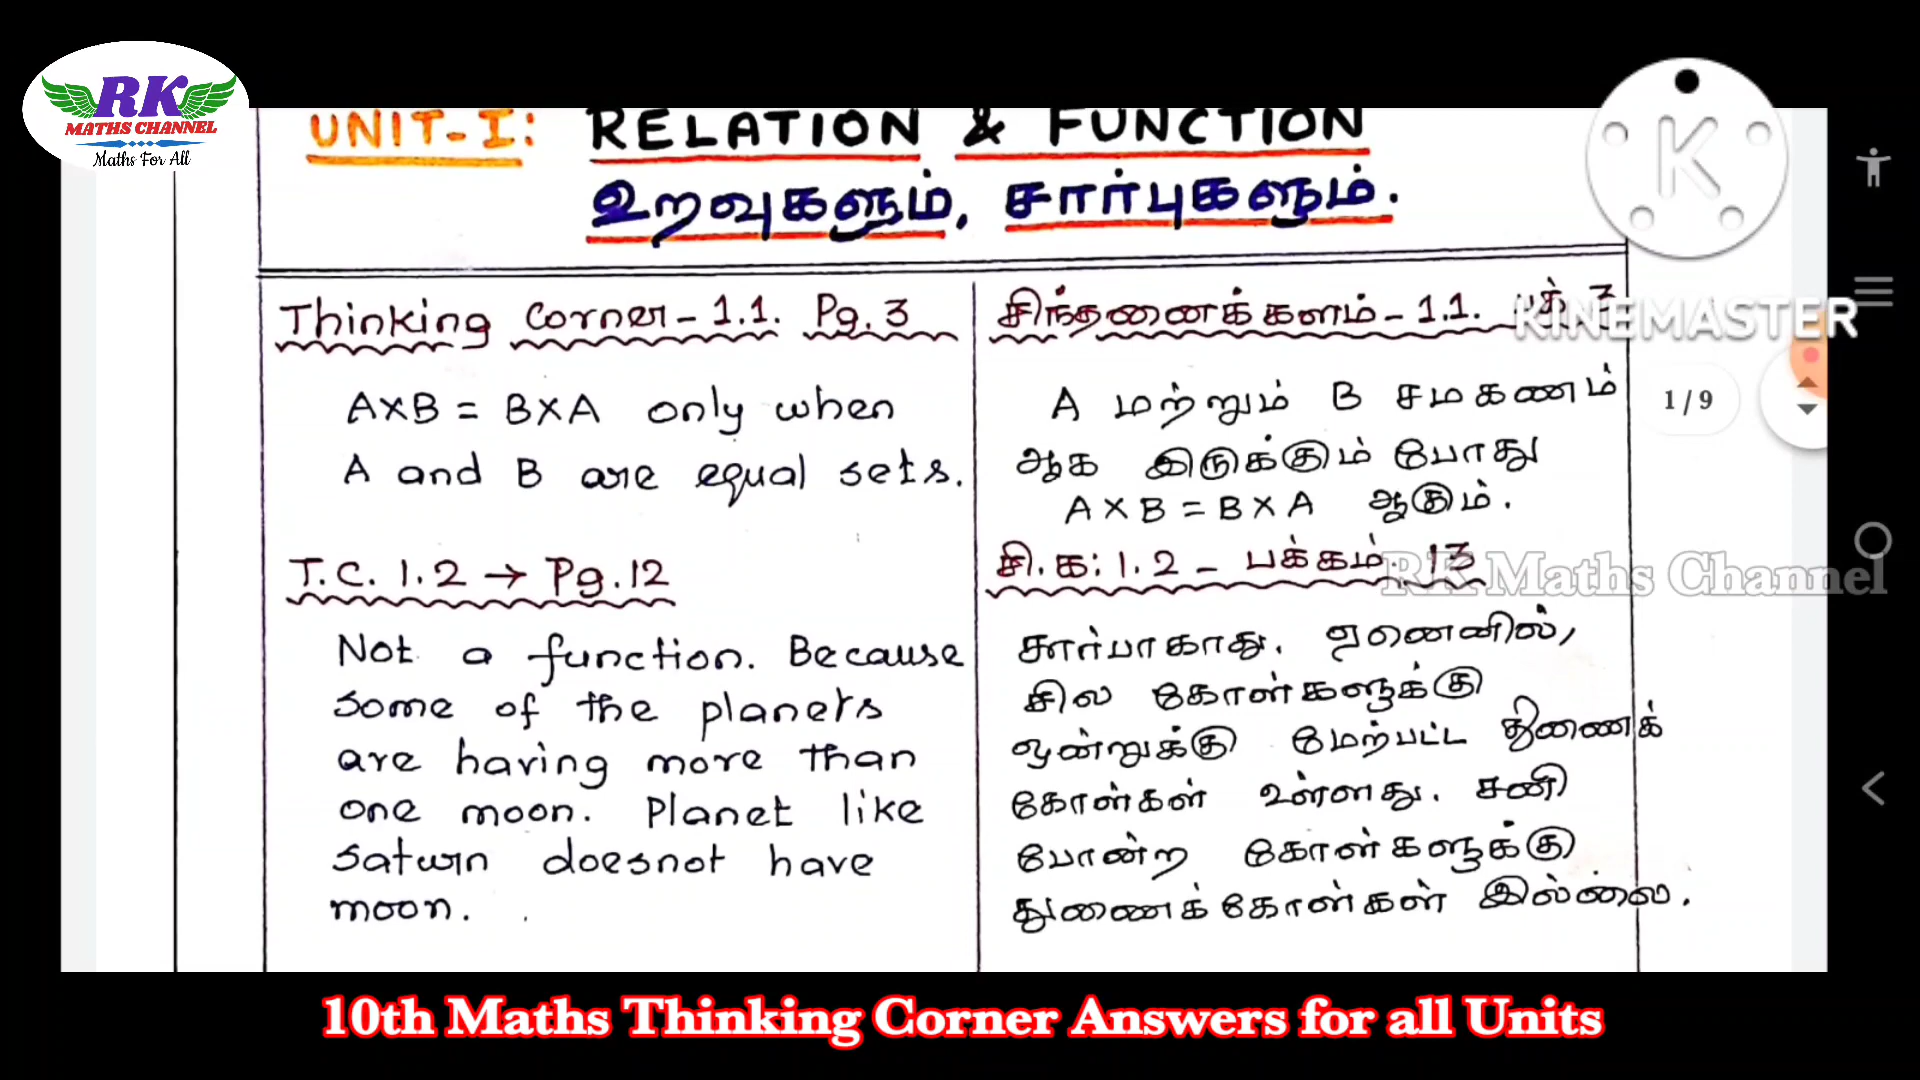 RK
MATHS CHANNEL
Maths For All
UNIT-I: RELATION & FUNCTION
உறவுகளும், சார்புகளும்.
K
KINEMASTER
Thinking Corner - 1.1. Pg. 3
AXB = BXA only when
A and B are equal sets.
T.C. 1.2 → Pg.12
Not a function. Because
some of the planets
are having more than
one moon. Planet like
saturn doesnot have
moon.
சிந்தனைக் களம் - 1.1. பக் 3
A மற்றும் B சமகணம்
ஆக இருக்கும் போது
A X B = B X A ஆகும்.
சி.க: 1.2 - பக்கம். 13
சார்பாகாது. ஏனெனில்,
சில கோள்களுக்கு
ஒன்றுக்கு மேற்பட்ட துணைக்
கோள்கள் உள்ளது. சனி
போன்ற கோள்களுக்கு
துணைக்கோள்கள் இல்லை.
1/9
RK Maths Channel
10th Maths Thinking Corner Answers for all Units